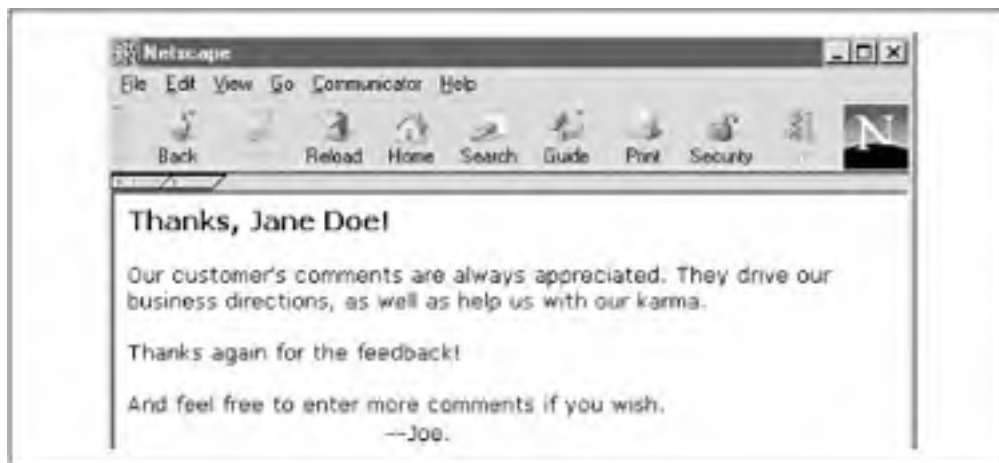 Netscape
File Edit View Go Communicator Help
Back Reload Home Search Guide Print Security
N
Thanks, Jane Doe!
Our customer's comments are always appreciated. They drive our
business directions, as well as help us with our karma.
Thanks again for the feedback!
And feel free to enter more comments if you wish.
--Joe.